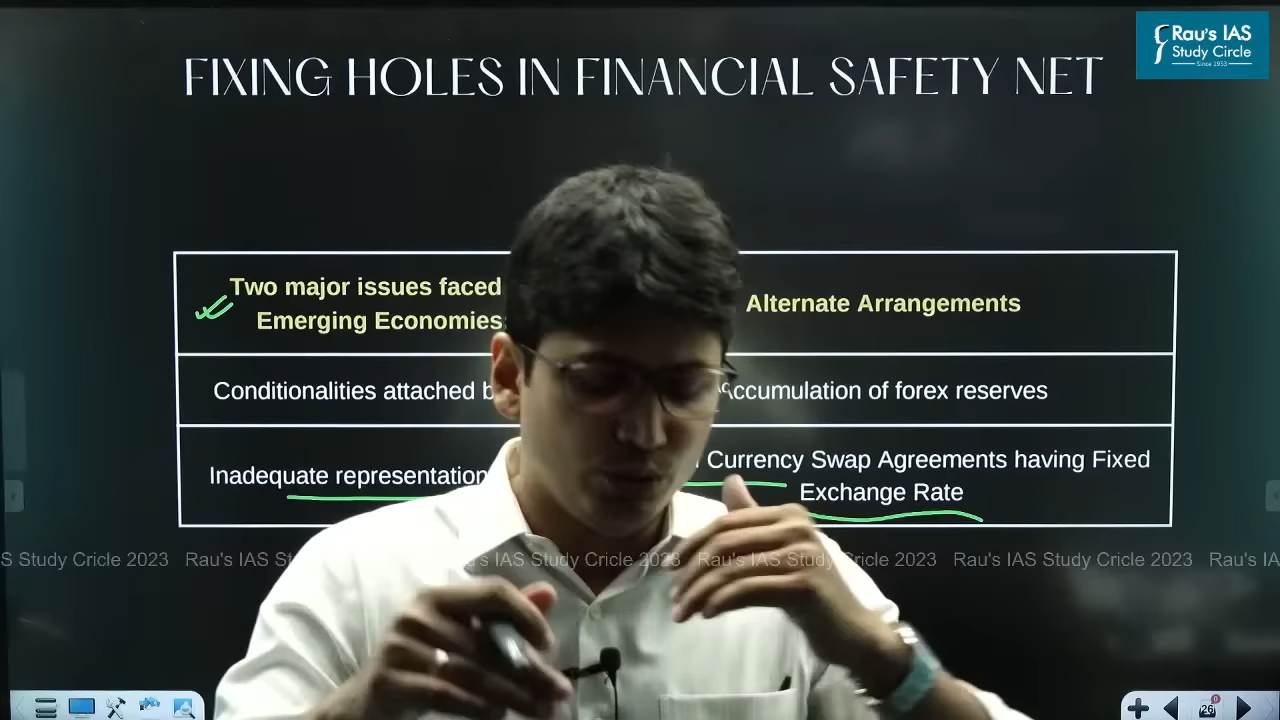 Rau's IAS
Study Circle
Since 1953
FIXING HOLES IN FINANCIAL SAFETY NET
Two major issues faced
Emerging Economies
Alternate Arrangements
Conditionalities attached
Accumulation of forex reserves
Inadequate representation
Currency Swap Agreements having Fixed
Exchange Rate
S Study Cricle 2023 Rau's IAS St s IAS Study Cricle 2023 Rau's IAS Study Cricle 2023 Rau's IAS Study Cricle 2023 Rau's IA
26